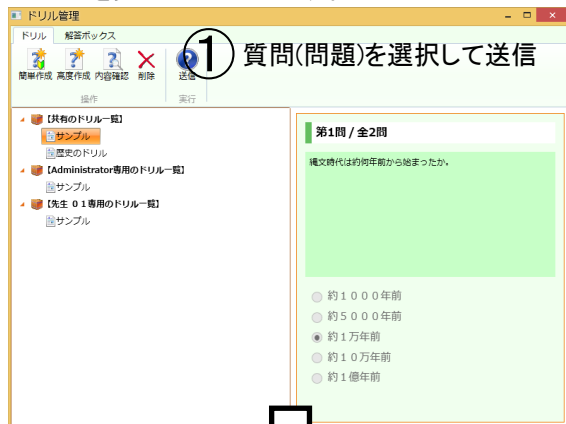 ドリル管理
ドリル 解答ボックス
① 質問(問題)を選択して送信
簡単作成 高度作成 内容確認 削除 送信
操作 実行
【共有のドリル一覧】
サンプル
歴史のドリル
【Administrator専用のドリル一覧】
サンプル
【先生 01専用のドリル一覧】
サンプル
第1問 / 全2問
縄文時代は約何年前から始まったか。
約1000年前
約5000年前
約1万年前
約10万年前
約1億年前